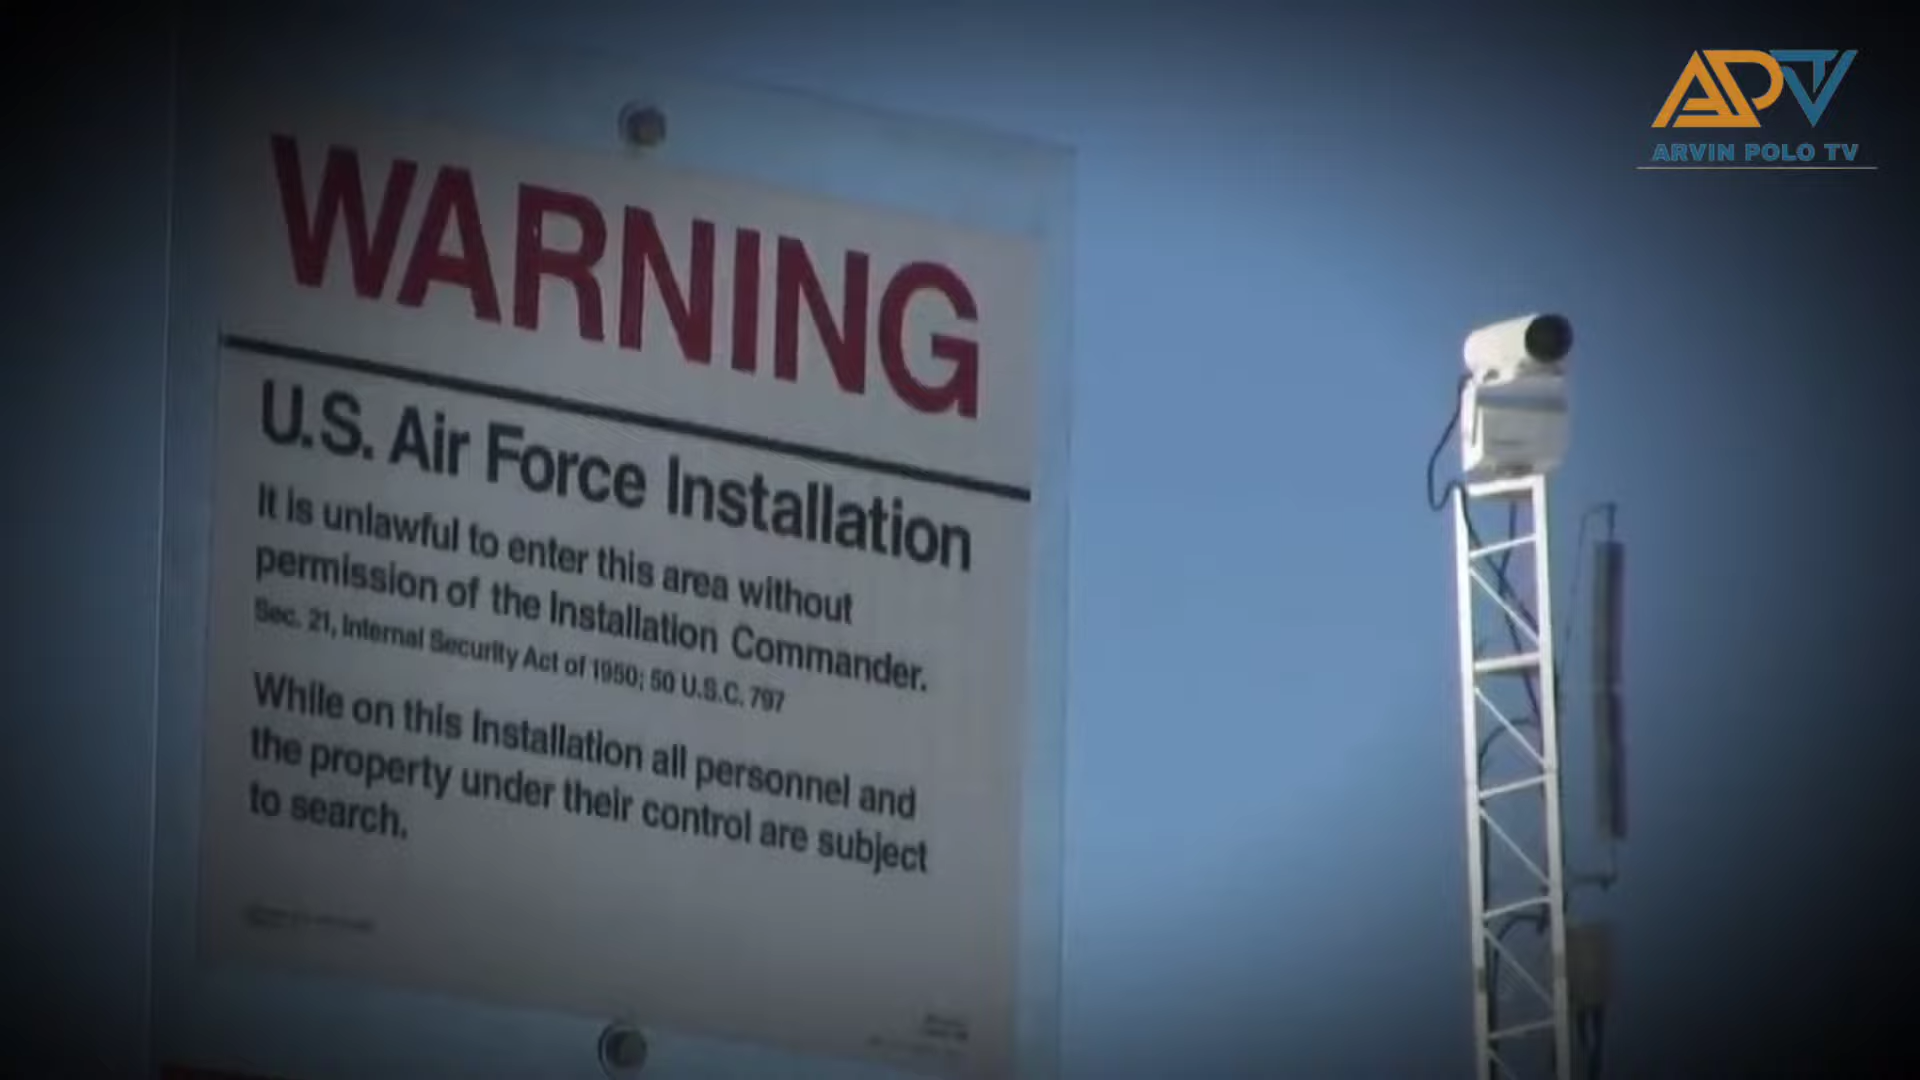 APTV
ARVIN POLO TV
WARNING
U.S. Air Force Installation
It is unlawful to enter this area without
permission of the Installation Commander.
Sec. 21, Internal Security Act of 1950; 50 U.S.C. 797
While on this Installation all personnel and
the property under their control are subject
to search.